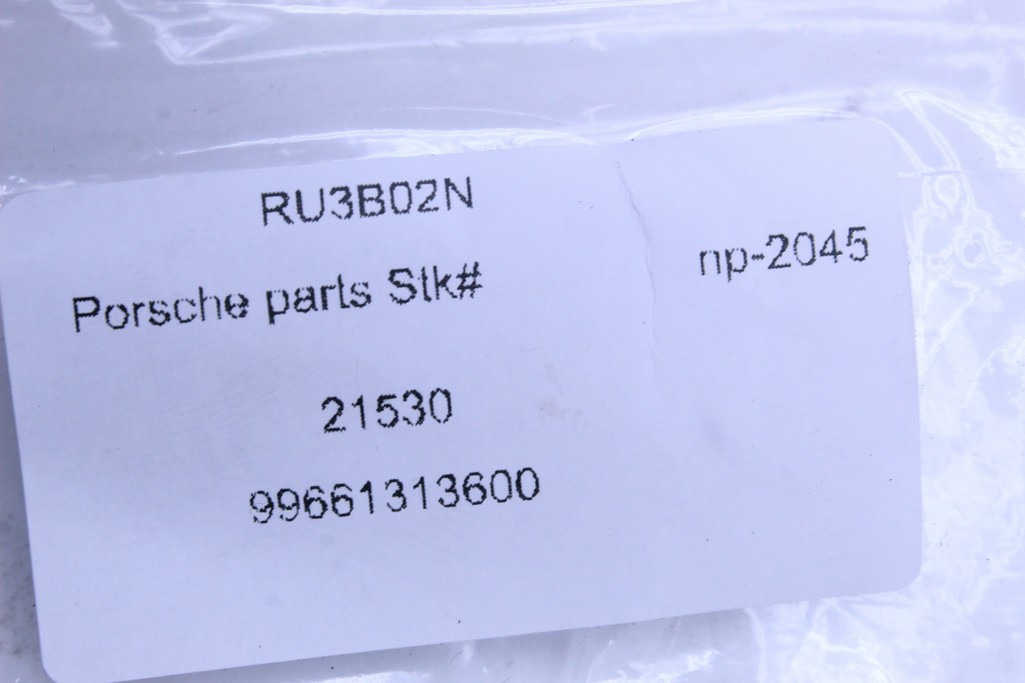 RU3B02N
np-2045
Porsche parts Stk#
21530
99661313600